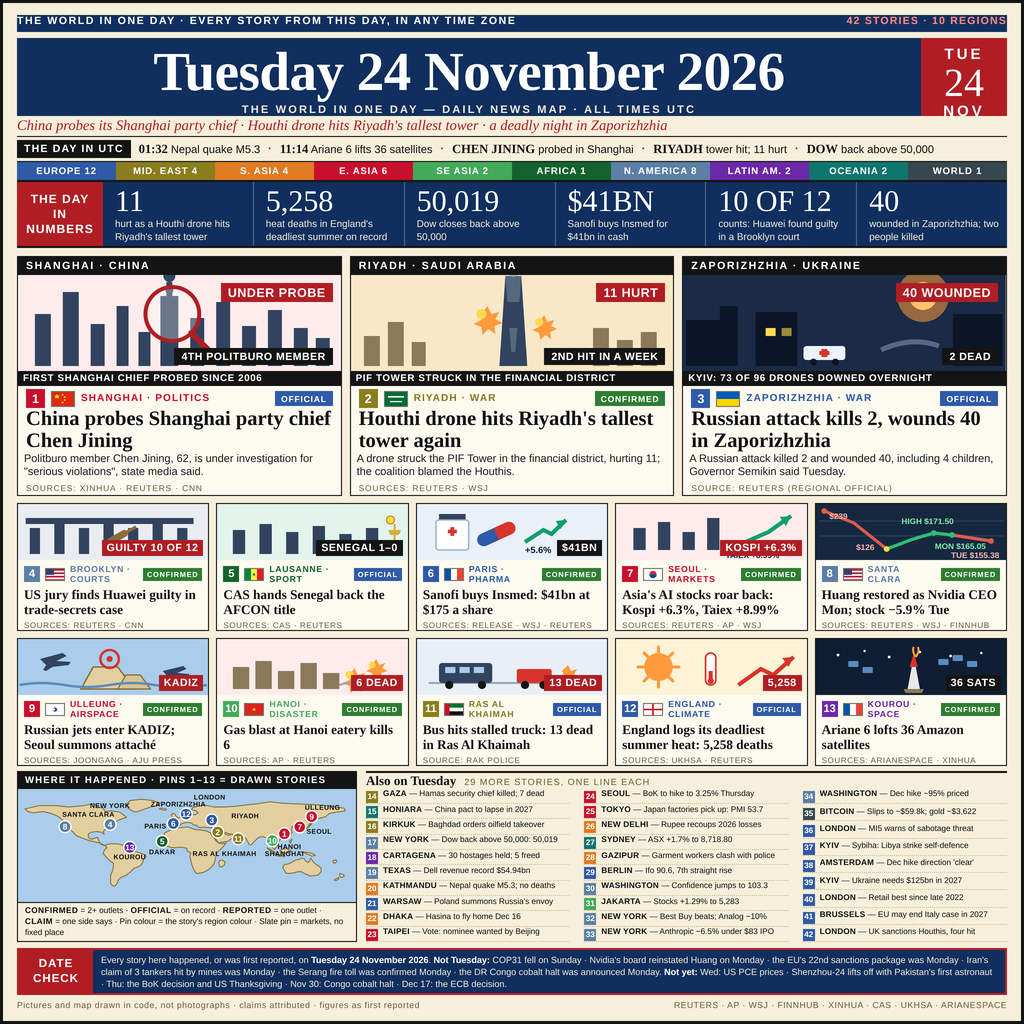 THE WORLD IN ONE DAY · EVERY STORY FROM THIS DAY, IN ANY TIME ZONE
42 STORIES · 10 REGIONS
Tuesday 24 November 2026
THE WORLD IN ONE DAY — DAILY NEWS MAP · ALL TIMES UTC
TUE
24
NOV
China probes its Shanghai party chief · Houthi drone hits Riyadh's tallest tower · a deadly night in Zaporizhzhia
THE DAY IN UTC
01:32 Nepal quake M5.3 · 11:14 Ariane 6 lifts 36 satellites · CHEN JINING probed in Shanghai · RIYADH tower hit; 11 hurt · DOW back above 50,000
EUROPE 12
MID. EAST 4
S. ASIA 4
E. ASIA 6
SE ASIA 2
AFRICA 1
N. AMERICA 8
LATIN AM. 2
OCEANIA 2
WORLD 1
THE DAY
IN
NUMBERS
11
hurt as a Houthi drone hits
Riyadh's tallest tower
5,258
heat deaths in England's
deadliest summer on record
50,019
Dow closes back above
50,000
$41BN
Sanofi buys Insmed for
$41bn in cash
10 OF 12
counts: Huawei found guilty
in a Brooklyn court
40
wounded in Zaporizhzhia; two
people killed
SHANGHAI · CHINA
UNDER PROBE
4TH POLITBURO MEMBER
FIRST SHANGHAI CHIEF PROBED SINCE 2006
1
SHANGHAI · POLITICS
OFFICIAL
China probes Shanghai party chief
Chen Jining
Politburo member Chen Jining, 62, is under investigation for
"serious violations", state media said.
SOURCES: XINHUA · REUTERS · CNN
RIYADH · SAUDI ARABIA
11 HURT
2ND HIT IN A WEEK
PIF TOWER STRUCK IN THE FINANCIAL DISTRICT
2
RIYADH · WAR
CONFIRMED
Houthi drone hits Riyadh's tallest
tower again
A drone struck the PIF Tower in the financial district, hurting 11;
the coalition blamed the Houthis.
SOURCES: REUTERS · WSJ
ZAPORIZHZHIA · UKRAINE
40 WOUNDED
2 DEAD
KYIV: 73 OF 96 DRONES DOWNED OVERNIGHT
3
ZAPORIZHZHIA · WAR
OFFICIAL
Russian attack kills 2, wounds 40
in Zaporizhzhia
A Russian attack killed 2 and wounded 40, including 4 children,
Governor Semikin said Tuesday.
SOURCE: REUTERS (REGIONAL OFFICIAL)
GUILTY 10 OF 12
4
BROOKLYN ·
COURTS
CONFIRMED
US jury finds Huawei guilty in
trade-secrets case
SOURCES: REUTERS · CNN
SENEGAL 1–0
5
LAUSANNE ·
SPORT
OFFICIAL
CAS hands Senegal back the
AFCON title
SOURCES: CAS · REUTERS
+5.6%
$41BN
6
PARIS ·
PHARMA
CONFIRMED
Sanofi buys Insmed: $41bn at
$175 a share
SOURCES: RELEASE · WSJ · REUTERS
KOSPI +6.3%
7
SEOUL ·
MARKETS
CONFIRMED
Asia's AI stocks roar back:
Kospi +6.3%, Taiex +8.99%
SOURCES: REUTERS · AP · WSJ
$239
HIGH $171.50
$126
MON $165.05
TUE $155.38
8
SANTA
CLARA
CONFIRMED
Huang restored as Nvidia CEO
Mon; stock −5.9% Tue
SOURCES: REUTERS · WSJ · FINNHUB
KADIZ
9
ULLEUNG ·
AIRSPACE
CONFIRMED
Russian jets enter KADIZ;
Seoul summons attaché
SOURCES: JOONGANG · AJU PRESS
6 DEAD
10
HANOI ·
DISASTER
CONFIRMED
Gas blast at Hanoi eatery kills
6
SOURCES: AP · REUTERS
13 DEAD
11
RAS AL
KHAIMAH
OFFICIAL
Bus hits stalled truck: 13 dead
in Ras Al Khaimah
SOURCE: RAK POLICE
5,258
12
ENGLAND ·
CLIMATE
OFFICIAL
England logs its deadliest
summer heat: 5,258 deaths
SOURCES: UKHSA · REUTERS
36 SATS
13
KOUROU ·
SPACE
CONFIRMED
Ariane 6 lofts 36 Amazon
satellites
SOURCES: ARIANESPACE · XINHUA
WHERE IT HAPPENED · PINS 1–13 = DRAWN STORIES
LONDON
NEW YORK
ZAPORIZHZHIA
ULLEUNG
SANTA CLARA
RIYADH
PARIS
SEOUL
HANOI
KOUROU
DAKAR
RAS AL KHAIMAH
SHANGHAI
8
4
13
5
6
12
3
2
11
10
1
7
9
CONFIRMED = 2+ outlets · OFFICIAL = on record · REPORTED = one outlet ·
CLAIM = one side says · Pin colour = the story's region colour · Slate pin = markets, no
fixed place
Also on Tuesday 29 MORE STORIES, ONE LINE EACH
14 GAZA — Hamas security chief killed; 7 dead
15 HONIARA — China pact to lapse in 2027
16 KIRKUK — Baghdad orders oilfield takeover
17 NEW YORK — Dow back above 50,000: 50,019
18 CARTAGENA — 30 hostages held; 5 freed
19 TEXAS — Dell revenue record $54.94bn
20 KATHMANDU — Nepal quake M5.3; no deaths
21 WARSAW — Poland summons Russia's envoy
22 DHAKA — Hasina to fly home Dec 16
23 TAIPEI — Vote: nominee wanted by Beijing
24 SEOUL — BoK to hike to 3.25% Thursday
25 TOKYO — Japan factories pick up: PMI 53.7
26 NEW DELHI — Rupee recoups 2026 losses
27 SYDNEY — ASX +1.7% to 8,718.80
28 GAZIPUR — Garment workers clash with police
29 BERLIN — Ifo 90.6, 7th straight rise
30 WASHINGTON — Confidence jumps to 103.3
31 JAKARTA — Stocks +1.29% to 5,283
32 NEW YORK — Best Buy beats; Analog −10%
33 NEW YORK — Anthropic −6.5% under $83 IPO
34 WASHINGTON — Dec hike ~95% priced
35 BITCOIN — Slips to ~$59.8k; gold ~$3,622
36 LONDON — MI5 warns of sabotage threat
37 KYIV — Sybiha: Libya strike self-defence
38 AMSTERDAM — Dec hike direction 'clear'
39 KYIV — Ukraine needs $125bn in 2027
40 LONDON — Retail best since late 2022
41 BRUSSELS — EU may end Italy case in 2027
42 LONDON — UK sanctions Houthis, four hit
DATE
CHECK
Every story here happened, or was first reported, on Tuesday 24 November 2026. Not Tuesday: COP31 fell on Sunday · Nvidia's board reinstated Huang on Monday · the EU's 22nd sanctions package was Monday · Iran's
claim of 3 tankers hit by mines was Monday · the Serang fire toll was confirmed Monday · the DR Congo cobalt halt was announced Monday. Not yet: Wed: US PCE prices · Shenzhou-24 lifts off with Pakistan's first astronaut
· Thu: the BoK decision and US Thanksgiving · Nov 30: Congo cobalt halt · Dec 17: the ECB decision.
Pictures and map drawn in code, not photographs · claims attributed · figures as first reported
REUTERS · AP · WSJ · FINNHUB · XINHUA · CAS · UKHSA · ARIANESPACE